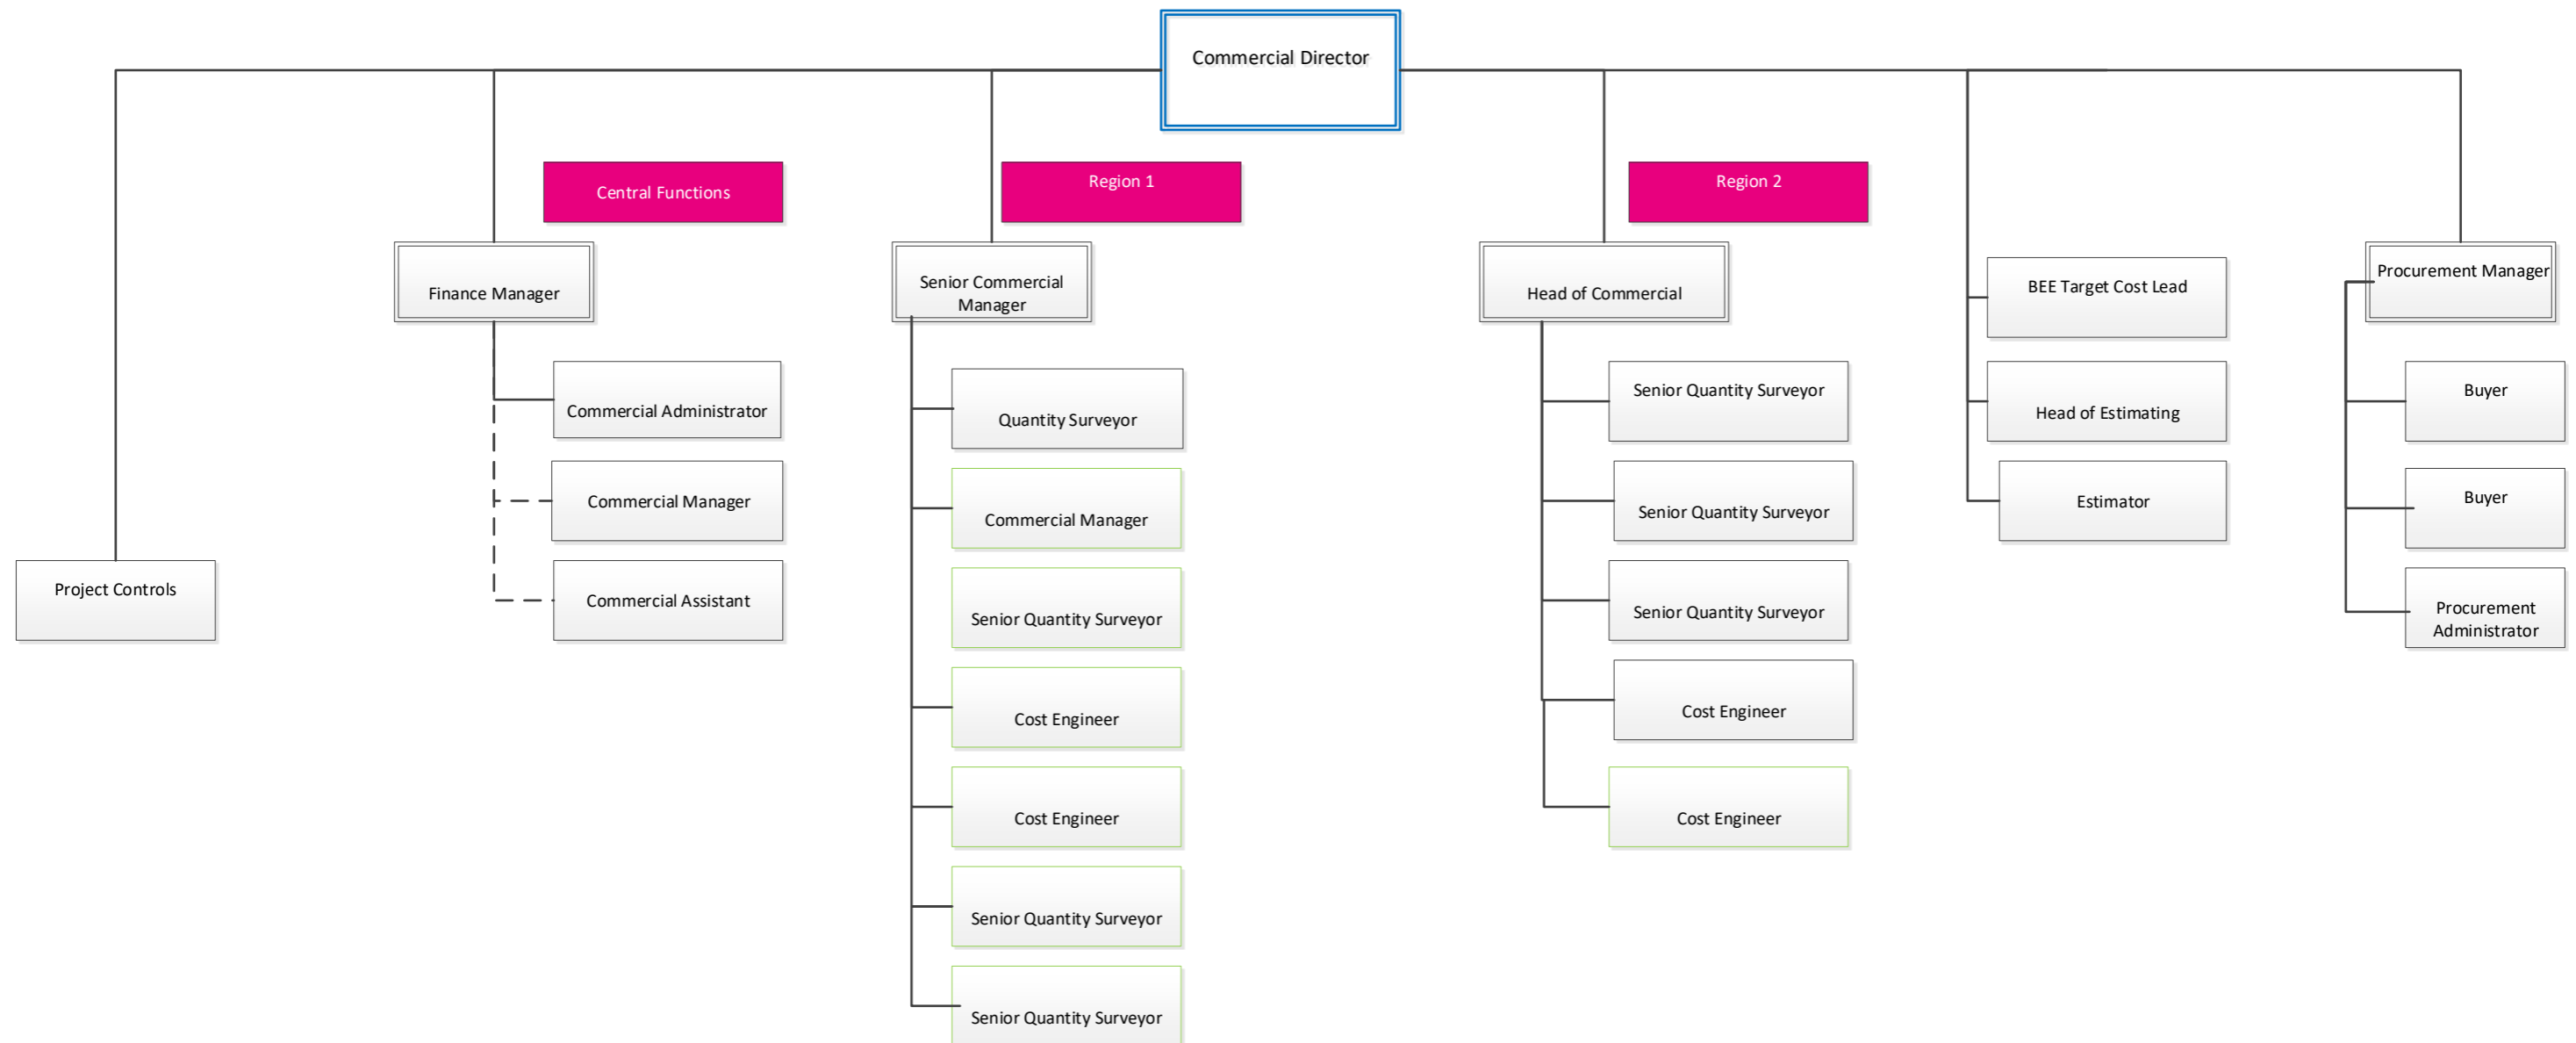 Commercial Director
Central Functions
Region 1
Region 2
Project Controls
Finance Manager
Commercial Administrator
Commercial Manager
Commercial Assistant
Senior Commercial
Manager
Quantity Surveyor
Commercial Manager
Senior Quantity Surveyor
Cost Engineer
Cost Engineer
Senior Quantity Surveyor
Senior Quantity Surveyor
Head of Commercial
Senior Quantity Surveyor
Senior Quantity Surveyor
Senior Quantity Surveyor
Cost Engineer
Cost Engineer
BEE Target Cost Lead
Head of Estimating
Estimator
Procurement Manager
Buyer
Buyer
Procurement
Administrator